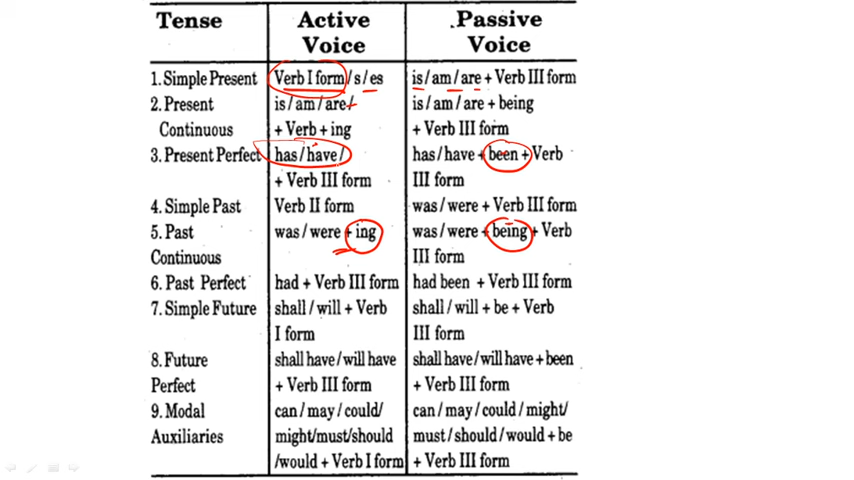 Tense Active Voice .Passive Voice
1. Simple Present Verb I form / s / es is / am / are + Verb III form
2. Present is / am / are + is / am / are + being
Continuous + Verb + ing + Verb III form
3. Present Perfect has / have / has / have + been + Verb
+ Verb III form III form
4. Simple Past Verb II form was / were + Verb III form
5. Past was / were + ing was / were + being + Verb
Continuous III form
6. Past Perfect had + Verb III form had been + Verb III form
7. Simple Future shall / will + Verb shall / will + be + Verb
I form III form
8. Future shall have / will have shall have / will have + been
Perfect + Verb III form + Verb III form
9. Modal can / may / could / can / may / could / might /
Auxiliaries might/must/should must / should / would + be
/would + Verb I form + Verb III form